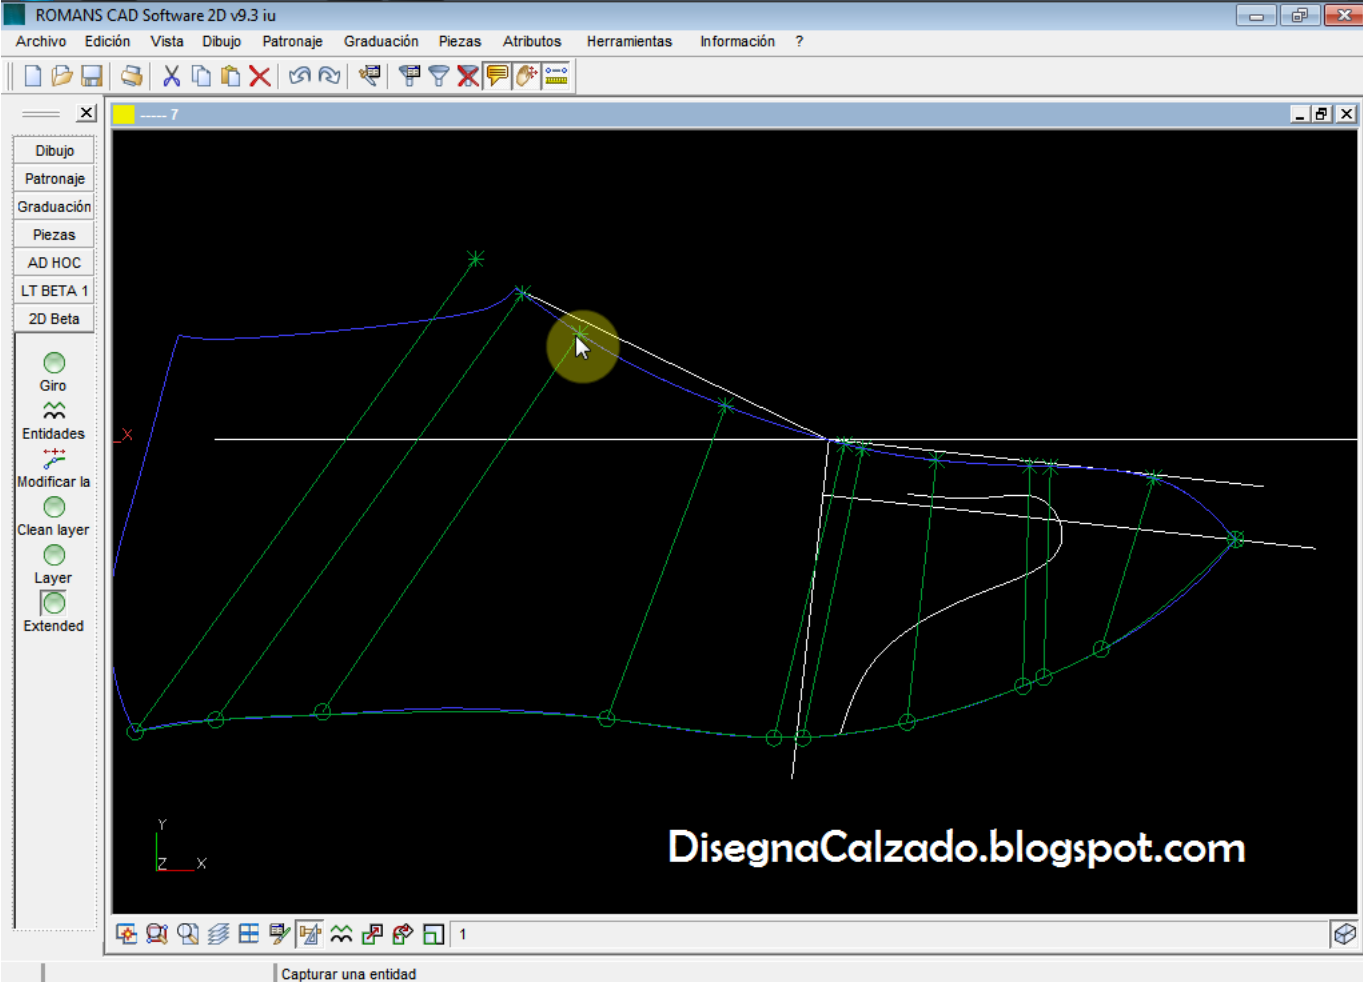 ROMANS CAD Software 2D v9.3 iu
Archivo Edición Vista Dibujo Patronaje Graduación Piezas Atributos Herramientas Información ?
----- 7
Dibujo
Patronaje
Graduación
Piezas
AD HOC
LT BETA 1
2D Beta
Giro
Entidades
Modificar la
Clean layer
Layer
Extended
X
Y
Z X
DisegnaCalzado.blogspot.com
1
Capturar una entidad